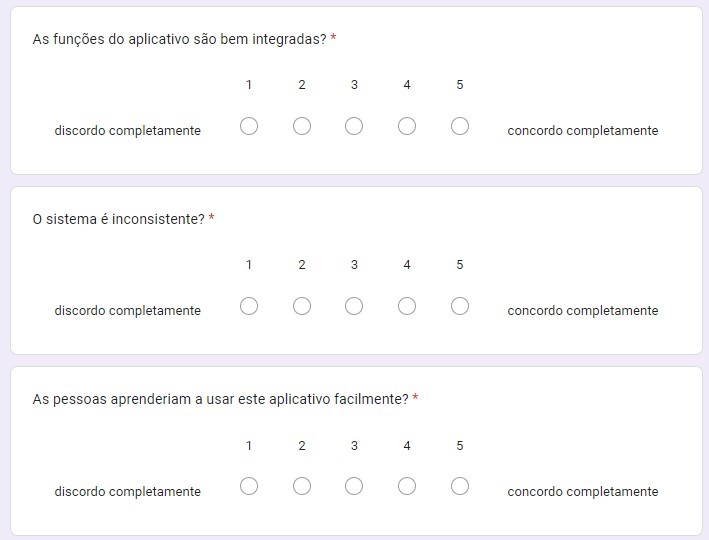 As funções do aplicativo são bem integradas? *
1 2 3 4 5
discordo completamente concordo completamente
O sistema é inconsistente? *
1 2 3 4 5
discordo completamente concordo completamente
As pessoas aprenderiam a usar este aplicativo facilmente? *
1 2 3 4 5
discordo completamente concordo completamente